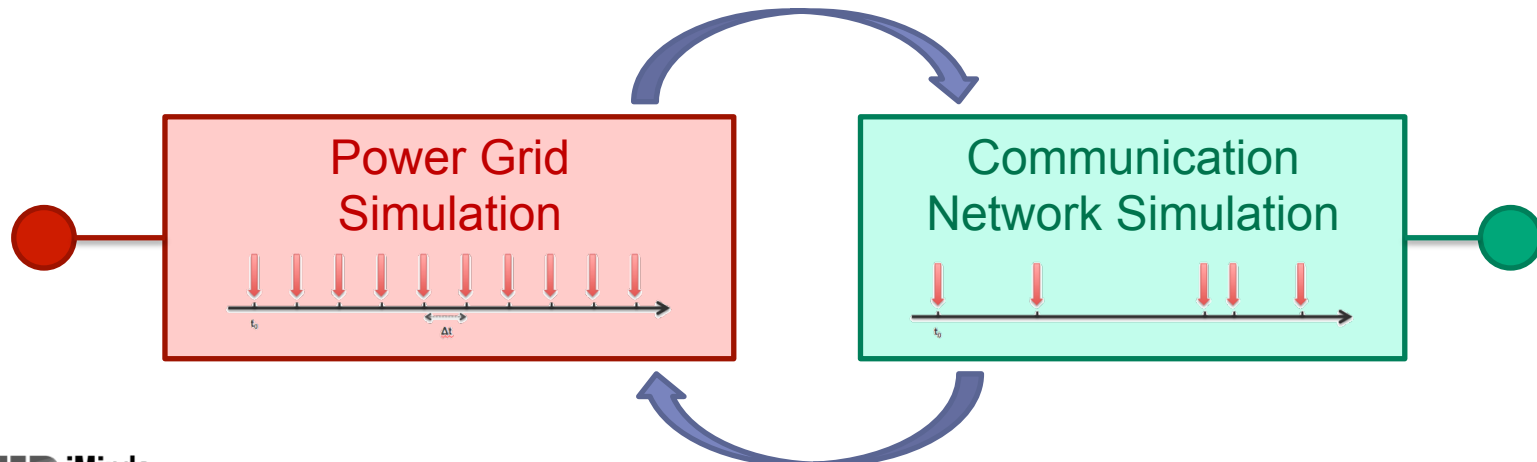 Power Grid
Simulation
t₀
Δt
Communication
Network Simulation
t₀